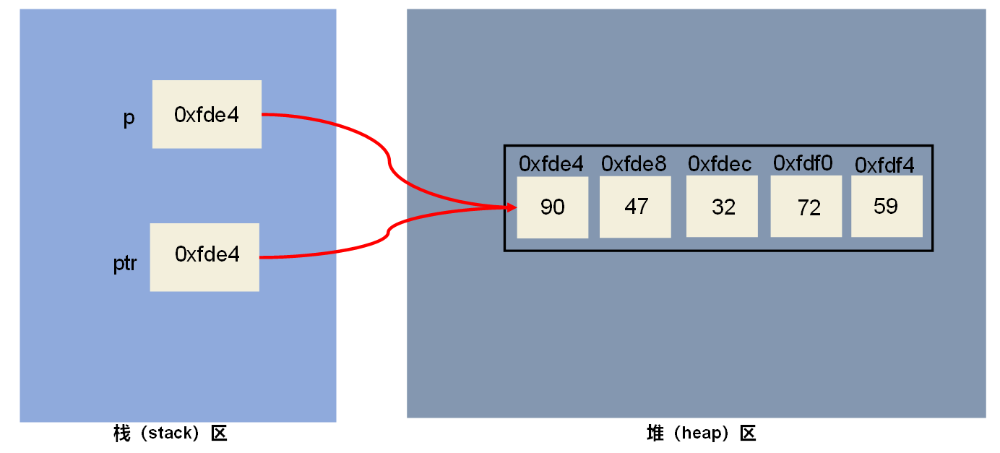 p 0xfde4
ptr 0xfde4
0xfde4 0xfde8 0xfdec 0xfdf0 0xfdf4
90 47 32 72 59
栈（stack）区
堆（heap）区